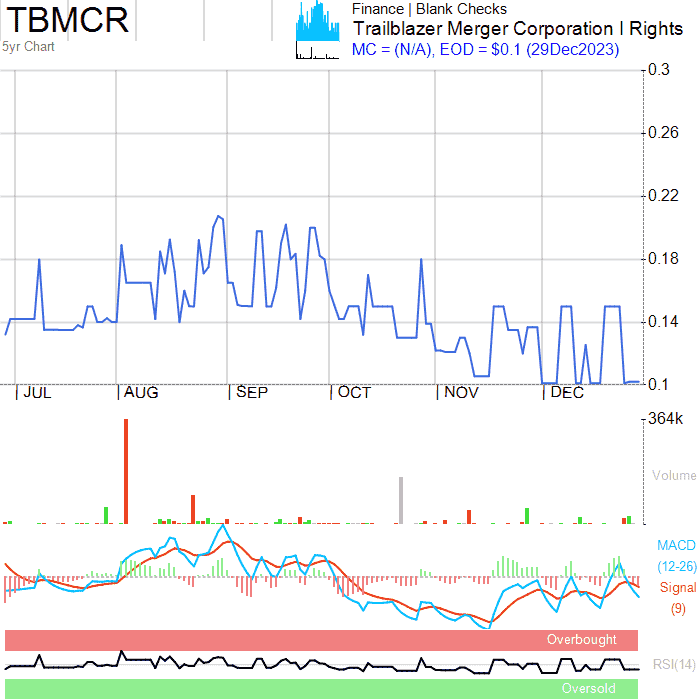 TBMCR
5yr Chart
Finance | Blank Checks
Trailblazer Merger Corporation I Rights
MC = (N/A), EOD = $0.1 (29Dec2023)
0.3
0.26
0.22
0.18
0.14
0.1
JUL AUG SEP OCT NOV DEC
364k
Volume
MACD
(12-26)
Signal
(9)
Overbought
RSI(14)
Oversold